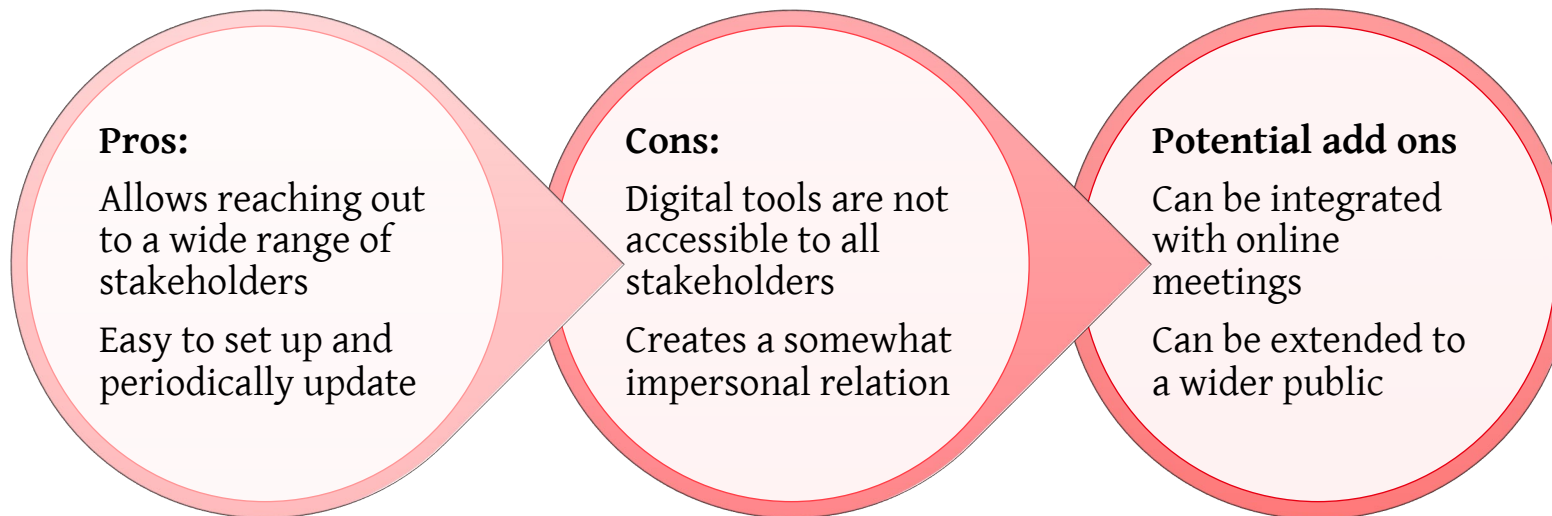 Pros:
Allows reaching out
to a wide range of
stakeholders
Easy to set up and
periodically update
Cons:
Digital tools are not
accessible to all
stakeholders
Creates a somewhat
impersonal relation
Potential add ons
Can be integrated
with online
meetings
Can be extended to
a wider public